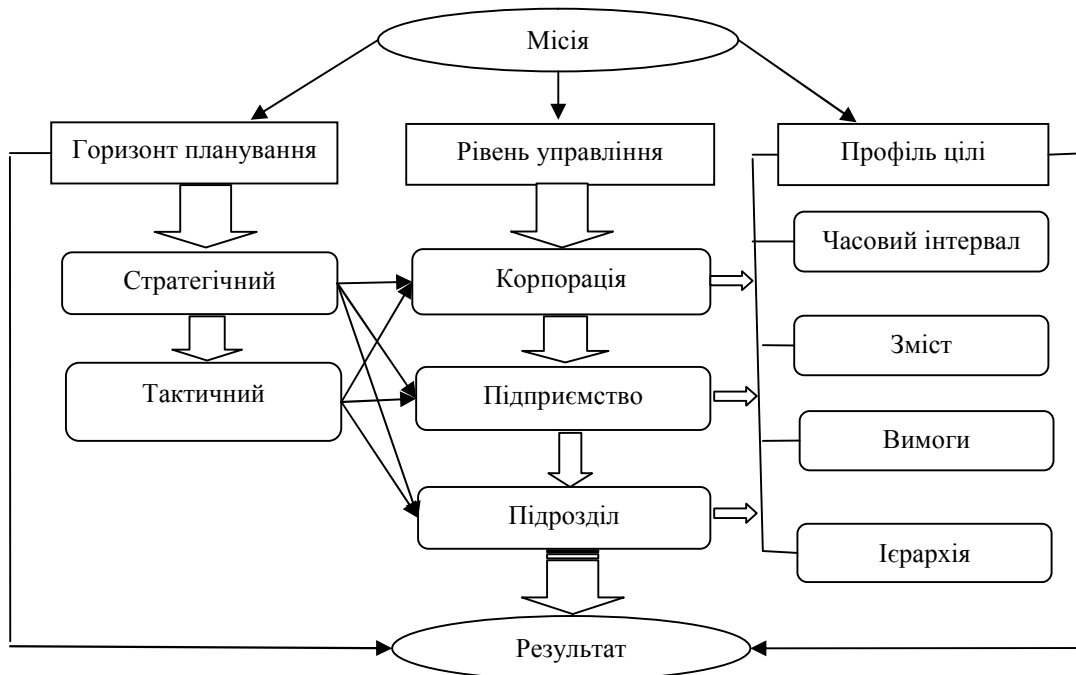 Місія
Горизонт планування
Рівень управління
Профіль цілі
Стратегічний
Корпорація
Часовий інтервал
Тактичний
Підприємство
Зміст
Вимоги
Підрозділ
Ієрархія
Результат